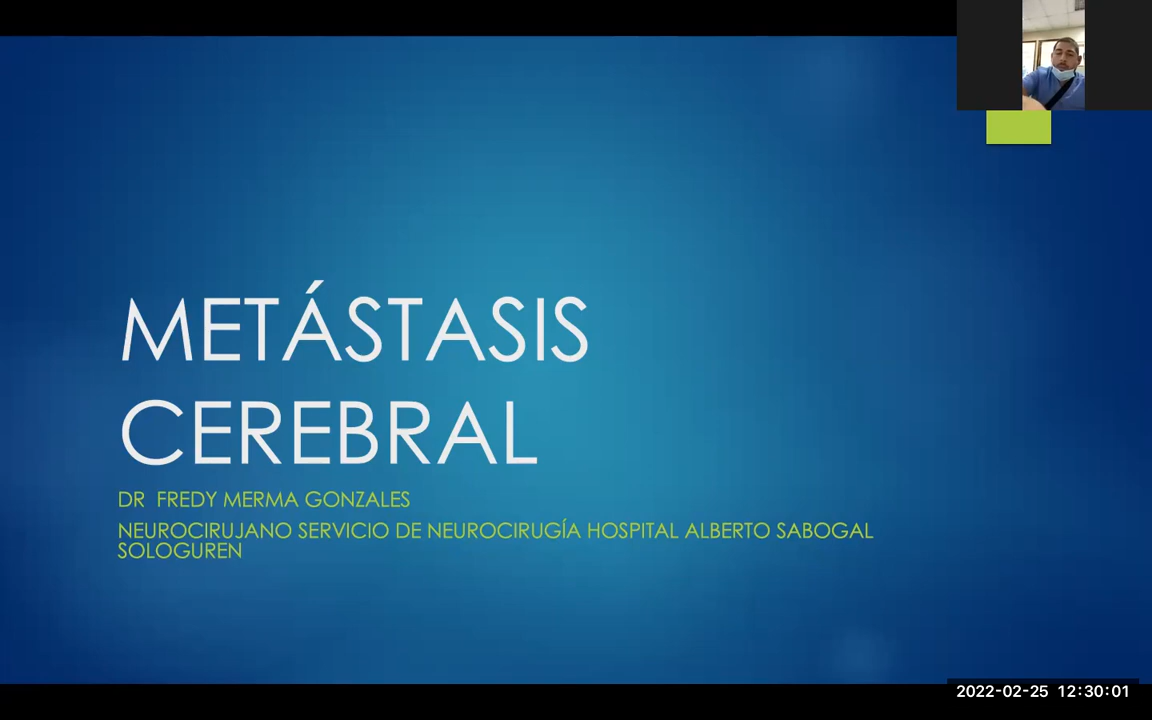 METÁSTASIS
CEREBRAL
DR  FREDY MERMA GONZALES
NEUROCIRUJANO SERVICIO DE NEUROCIRUGÍA HOSPITAL ALBERTO SABOGAL
SOLOGUREN
2022-02-25  12:30:01